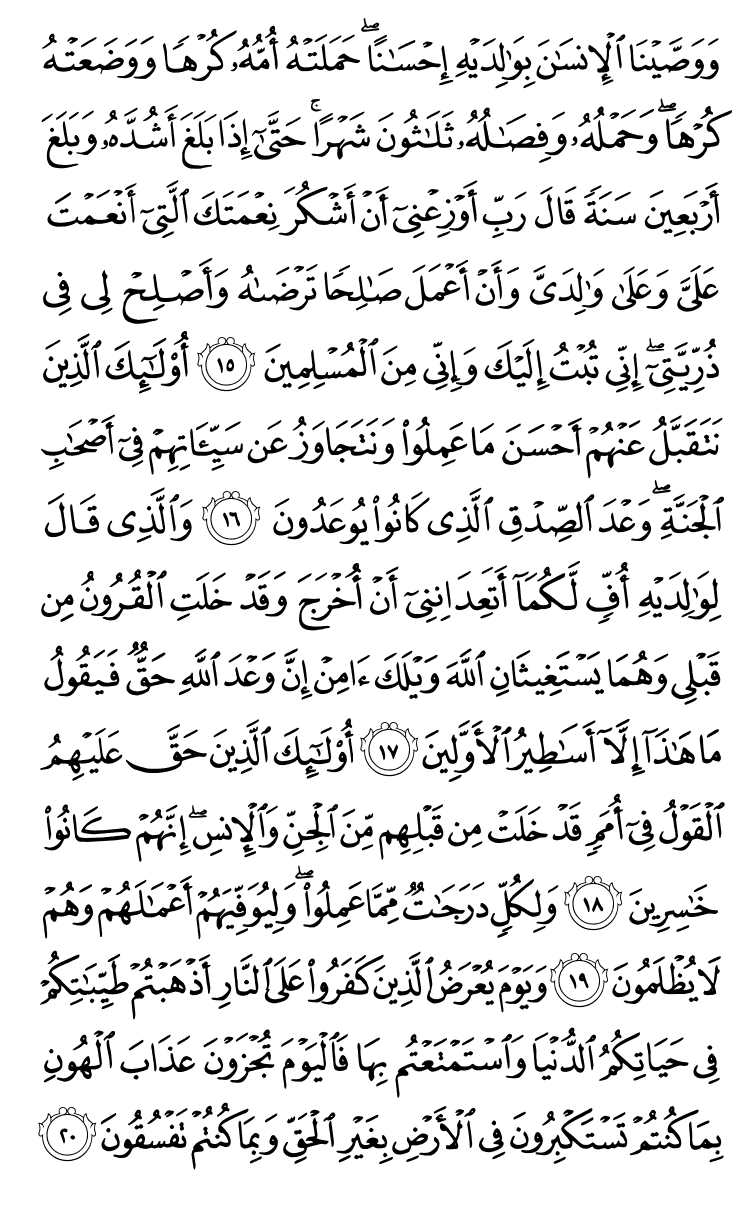 وَوَصَّيۡنَا ٱلۡإِنسَٰنَ بِوَٰلِدَيۡهِ إِحۡسَٰنًاۖ حَمَلَتۡهُ أُمُّهُۥ كُرۡهٗا وَوَضَعَتۡهُ
كُرۡهٗاۖ وَحَمۡلُهُۥ وَفِصَٰلُهُۥ ثَلَٰثُونَ شَهۡرًاۚ حَتَّىٰٓ إِذَا بَلَغَ أَشُدَّهُۥ وَبَلَغَ
أَرۡبَعِينَ سَنَةٗ قَالَ رَبِّ أَوۡزِعۡنِيٓ أَنۡ أَشۡكُرَ نِعۡمَتَكَ ٱلَّتِيٓ أَنۡعَمۡتَ
عَلَيَّ وَعَلَىٰ وَٰلِدَيَّ وَأَنۡ أَعۡمَلَ صَٰلِحٗا تَرۡضَىٰهُ وَأَصۡلِحۡ لِي فِي
ذُرِّيَّتِيٓۖ إِنِّي تُبۡتُ إِلَيۡكَ وَإِنِّي مِنَ ٱلۡمُسۡلِمِينَ ١٥ أُوْلَٰٓئِكَ ٱلَّذِينَ
نَتَقَبَّلُ عَنۡهُمۡ أَحۡسَنَ مَا عَمِلُواْ وَنَتَجَاوَزُ عَن سَيِّـَٔاتِهِمۡ فِيٓ أَصۡحَٰبِ
ٱلۡجَنَّةِۖ وَعۡدَ ٱلصِّدۡقِ ٱلَّذِي كَانُواْ يُوعَدُونَ ١٦ وَٱلَّذِي قَالَ
لِوَٰلِدَيۡهِ أُفّٖ لَّكُمَآ أَتَعِدَانِنِيٓ أَنۡ أُخۡرَجَ وَقَدۡ خَلَتِ ٱلۡقُرُونُ مِن
قَبۡلِي وَهُمَا يَسۡتَغِيثَانِ ٱللَّهَ وَيۡلَكَ ءَامِنۡ إِنَّ وَعۡدَ ٱللَّهِ حَقّٞ فَيَقُولُ
مَا هَٰذَآ إِلَّآ أَسَٰطِيرُ ٱلۡأَوَّلِينَ ١٧ أُوْلَٰٓئِكَ ٱلَّذِينَ حَقَّ عَلَيۡهِمُ
ٱلۡقَوۡلُ فِيٓ أُمَمٖ قَدۡ خَلَتۡ مِن قَبۡلِهِم مِّنَ ٱلۡجِنِّ وَٱلۡإِنسِۖ إِنَّهُمۡ كَانُواْ
خَٰسِرِينَ ١٨ وَلِكُلّٖ دَرَجَٰتٞ مِّمَّا عَمِلُواْۖ وَلِيُوَفِّيَهُمۡ أَعۡمَٰلَهُمۡ وَهُمۡ
لَا يُظۡلَمُونَ ١٩ وَيَوۡمَ يُعۡرَضُ ٱلَّذِينَ كَفَرُواْ عَلَى ٱلنَّارِ أَذۡهَبۡتُمۡ طَيِّبَٰتِكُمۡ
فِي حَيَاتِكُمُ ٱلدُّنۡيَا وَٱسۡتَمۡتَعۡتُم بِهَا فَٱلۡيَوۡمَ تُجۡزَوۡنَ عَذَابَ ٱلۡهُونِ
بِمَا كُنتُمۡ تَسۡتَكۡبِرُونَ فِي ٱلۡأَرۡضِ بِغَيۡرِ ٱلۡحَقِّ وَبِمَا كُنتُمۡ تَفۡسُقُونَ ٢٠